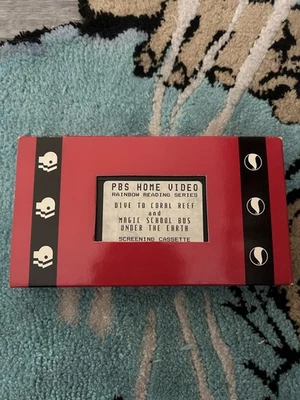 PBS HOME VIDEO
RAINBOW READING SERIES
DIVE TO CORAL REEF
and
MAGIC SCHOOL BUS
UNDER THE EARTH
SCREENING CASSETTE